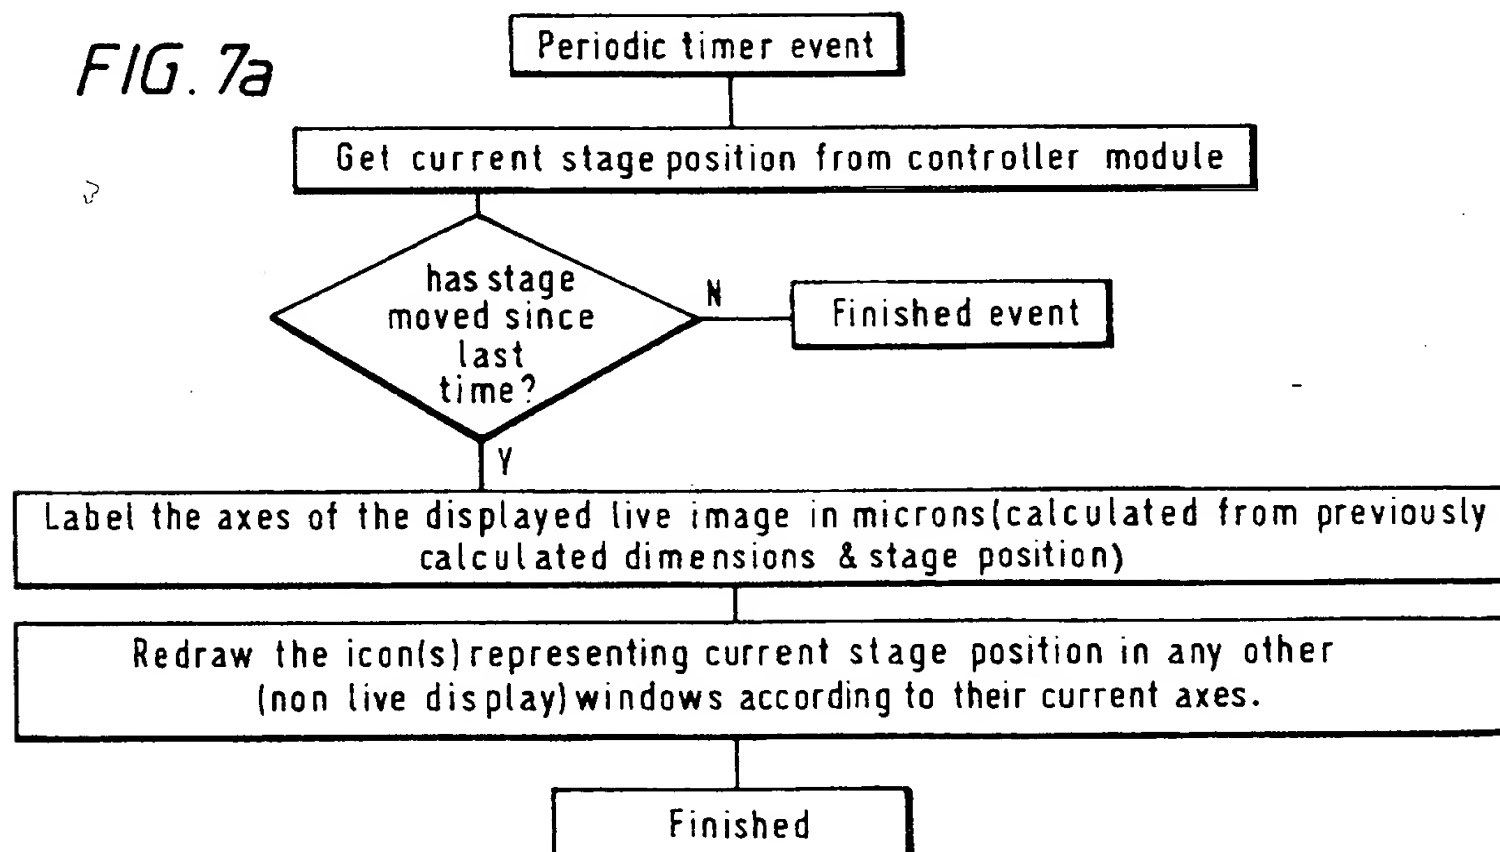 FIG. 7a
Periodic timer event
Get current stage position from controller module
has stage
moved since
last
time?
N
Finished event
Y
Label the axes of the displayed live image in microns(calculated from previously
calculated dimensions & stage position)
Redraw the icon(s) representing current stage position in any other
(non live display) windows according to their current axes.
Finished